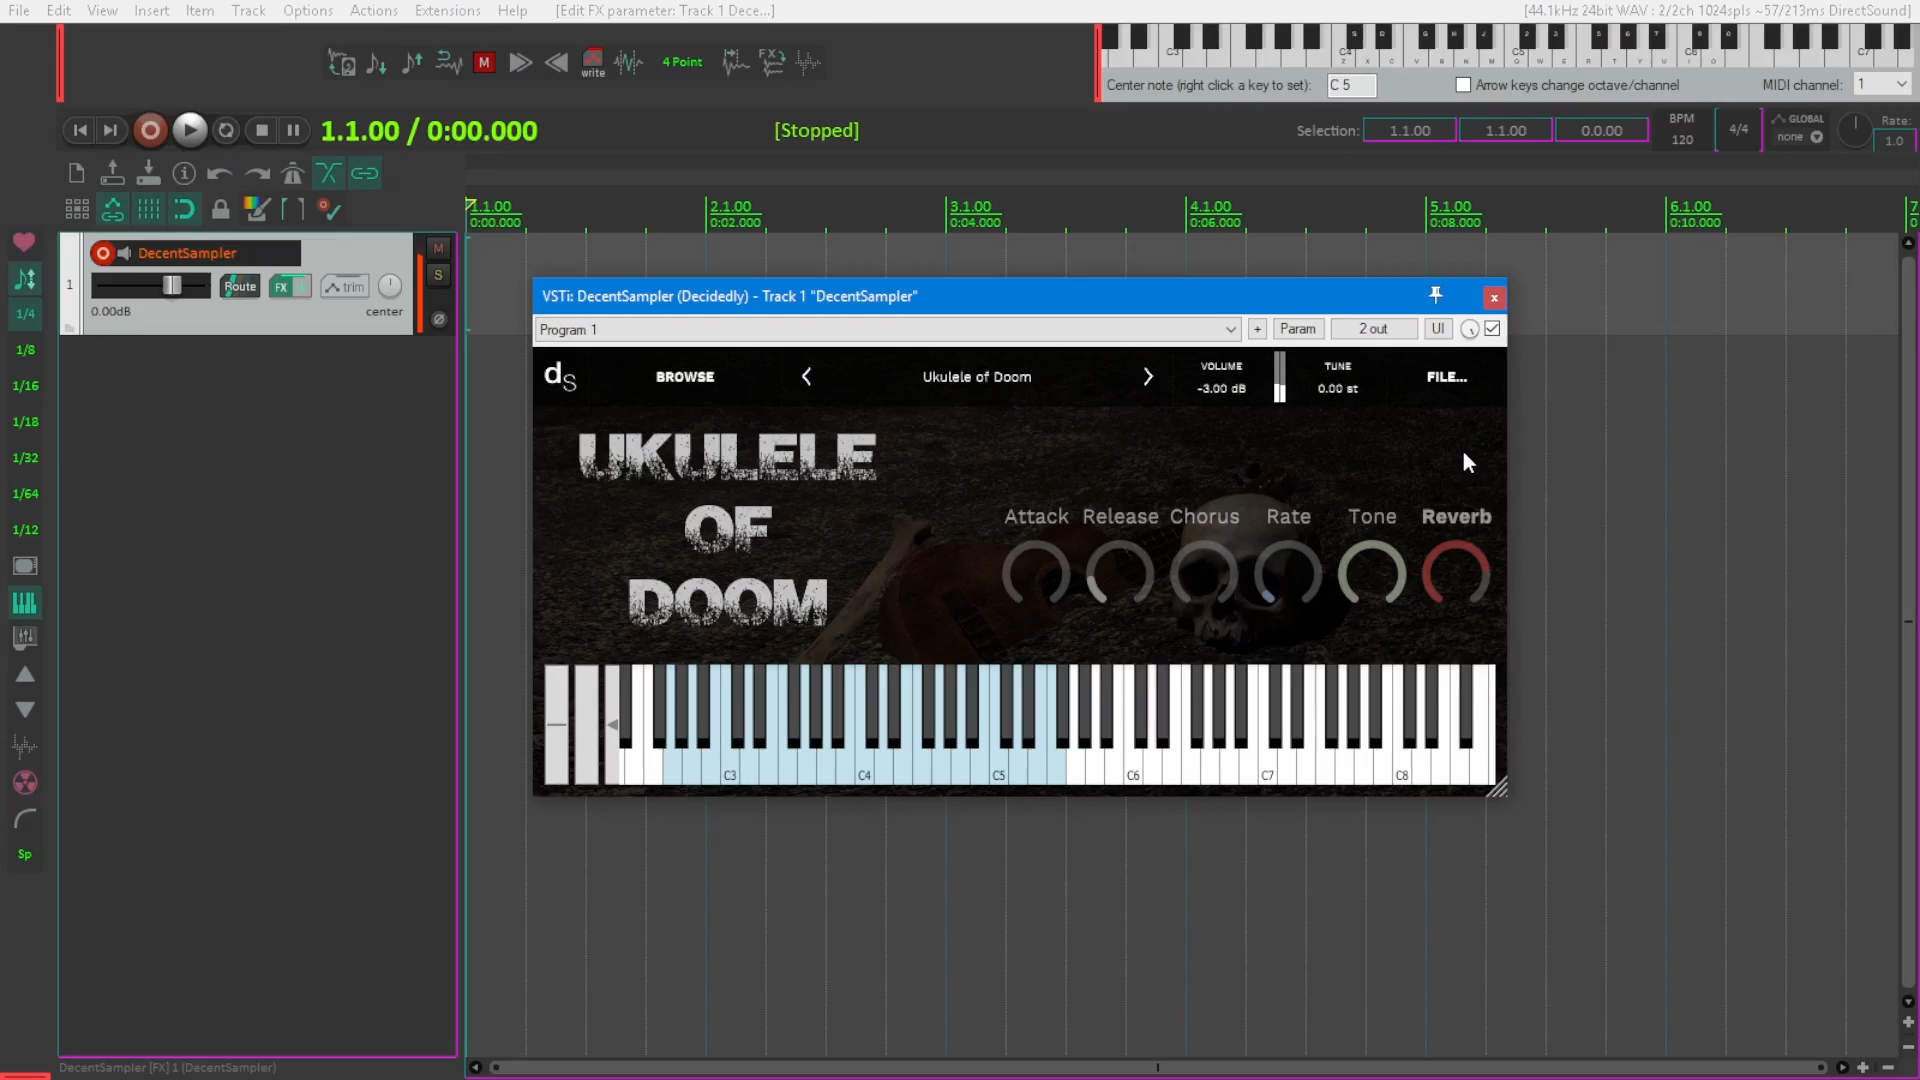 File Edit View Insert Item Track Options Actions Extensions Help [Edit FX parameter: Track 1 Dece...] [44.1kHz 24bit WAV : 2/2ch 1024spls ~57/213ms DirectSound]
M write 4 Point
C3 C4 C5 C6 C7
Center note (right click a key to set): C 5 Arrow keys change octave/channel MIDI channel: 1
1.1.00 / 0:00.000 [Stopped] Selection: 1.1.00 1.1.00 0.0.00 BPM 120 4/4 GLOBAL none Rate: 1.0
1.1.00 2.1.00 3.1.00 4.1.00 5.1.00 6.1.00 7
0:00.000 0:02.000 0:04.000 0:06.000 0:08.000 0:10.000 0
1 DecentSampler M
Route FX trim S
0.00dB center
1/4
1/8
1/16
1/18
1/32
1/64
1/12
Sp
VSTi: DecentSampler (Decidedly) - Track 1 "DecentSampler" x
Program 1 + Param 2 out UI
ds BROWSE < Ukulele of Doom > VOLUME -3.00 dB TUNE 0.00 st FILE...
UKULELE
OF
DOOM
Attack Release Chorus Rate Tone Reverb
C3 C4 C5 C6 C7 C8
DecentSampler [FX] 1 (DecentSampler)